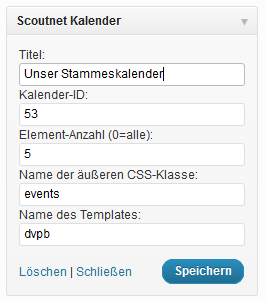 Scoutnet Kalender
Titel:
Unser Stammeskalender
Kalender-ID:
53
Element-Anzahl (0=alle):
5
Name der äußeren CSS-Klasse:
events
Name des Templates:
dvpb
Löschen | Schließen
Speichern